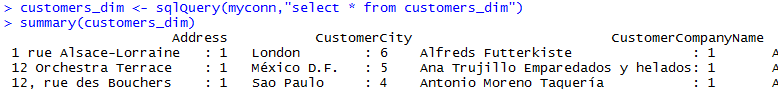 > customers_dim <- sqlQuery(myconn,"select * from customers_dim")
> summary(customers_dim)
Address CustomerCity CustomerCompanyName
1 rue Alsace-Lorraine : 1 London : 6 Alfreds Futterkiste : 1 A
12 Orchestra Terrace : 1 México D.F. : 5 Ana Trujillo Emparedados y helados: 1 A
12, rue des Bouchers : 1 Sao Paulo : 4 Antonio Moreno Taquería : 1 A